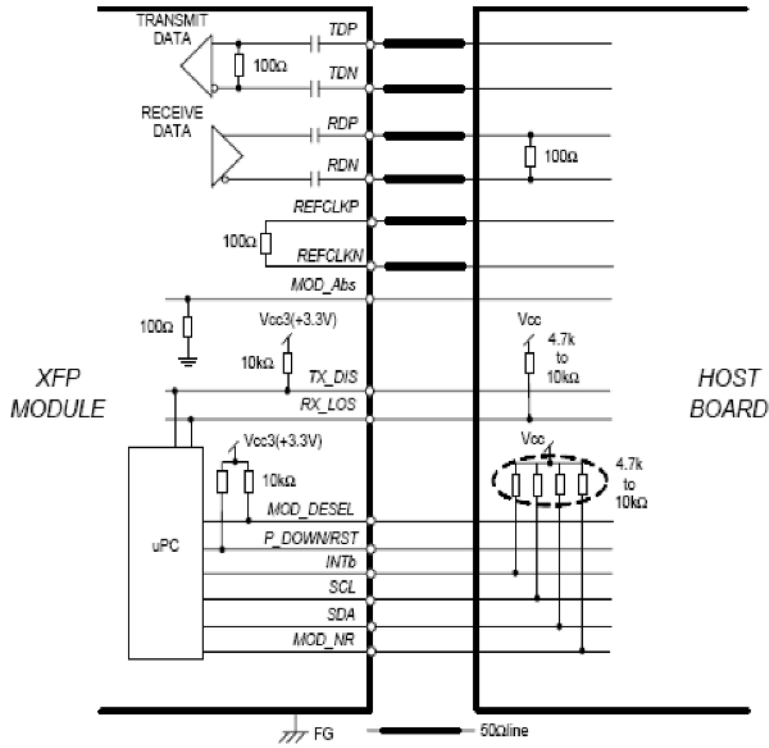 TRANSMIT
DATA
TDP
100Ω
TDN
RECEIVE
DATA
RDP
100Ω
RDN
REFCLKP
100Ω
REFCLKN
MOD_Abs
100Ω
Vcc3(+3.3V)
10kΩ
TX_DIS
RX_LOS
Vcc
4.7k
to
10kΩ
XFP
MODULE
HOST
BOARD
Vcc3(+3.3V)
10kΩ
MOD_DESEL
P_DOWN/RST
INTb
SCL
SDA
MOD_NR
uPC
Vcc
4.7k
to
10kΩ
FG
50Ωline